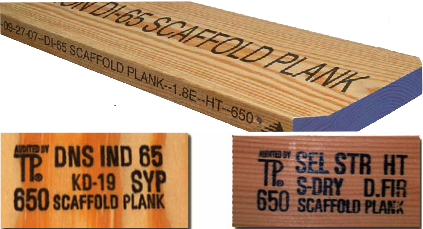 ON DI-65 SCAFFOLD PLANK
-09-27-07--DI-65 SCAFFOLD PLANK--1.8E--HT--650
AUDITED BY
TP
DNS IND 65
KD-19 SYP
650 SCAFFOLD PLANK
AUDITED BY
TP
SEL STR HT
S-DRY D.FIR
650 SCAFFOLD PLANK